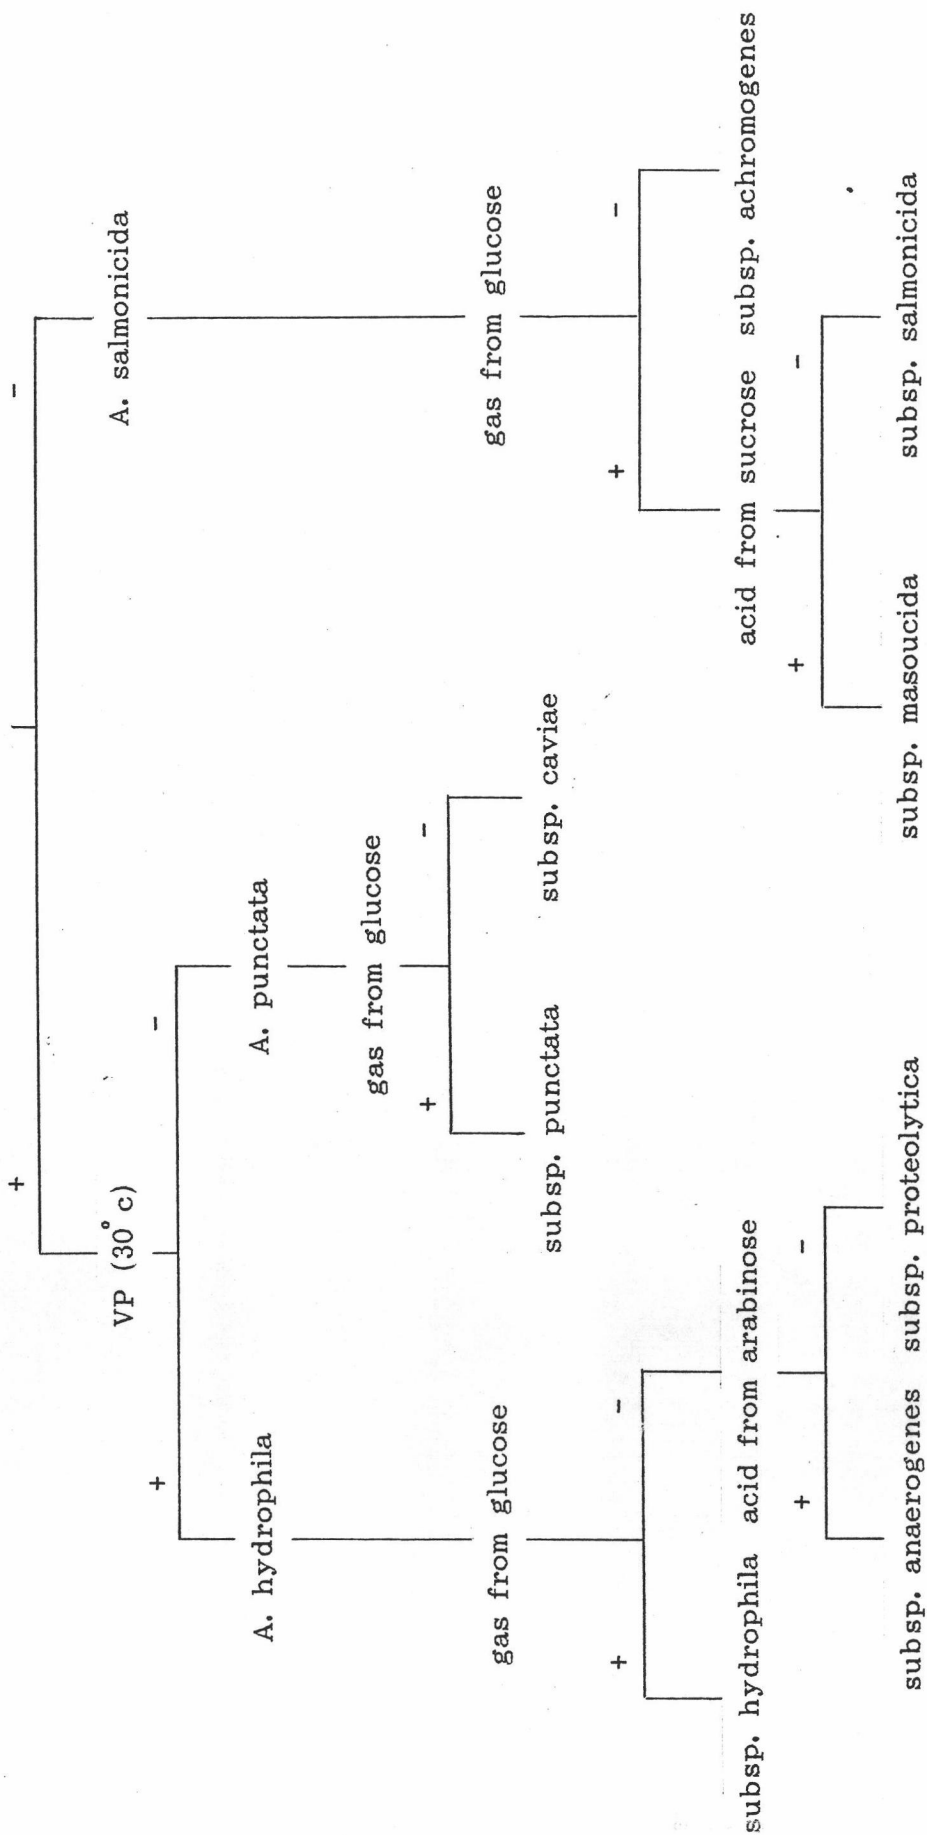 + -
VP (30° c) A. salmonicida
+ -
A. hydrophila A. punctata
gas from glucose
+ -
gas from glucose gas from glucose
subsp. punctata subsp. caviae
+ - + -
subsp. hydrophila acid from arabinose acid from sucrose subsp. achromogenes
+ - + -
subsp. anaerogenes subsp. proteolytica subsp. masoucida subsp. salmonicida